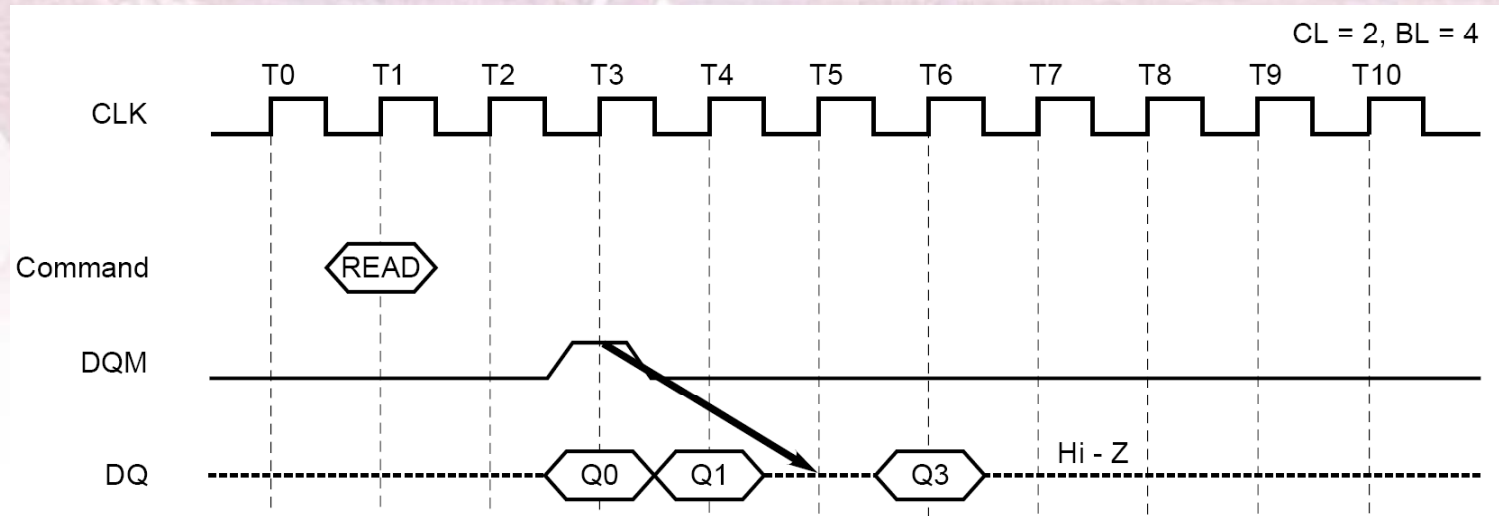 CL = 2, BL = 4
T0 T1 T2 T3 T4 T5 T6 T7 T8 T9 T10
CLK
Command READ
DQM
DQ Q0 Q1 Q3 Hi - Z